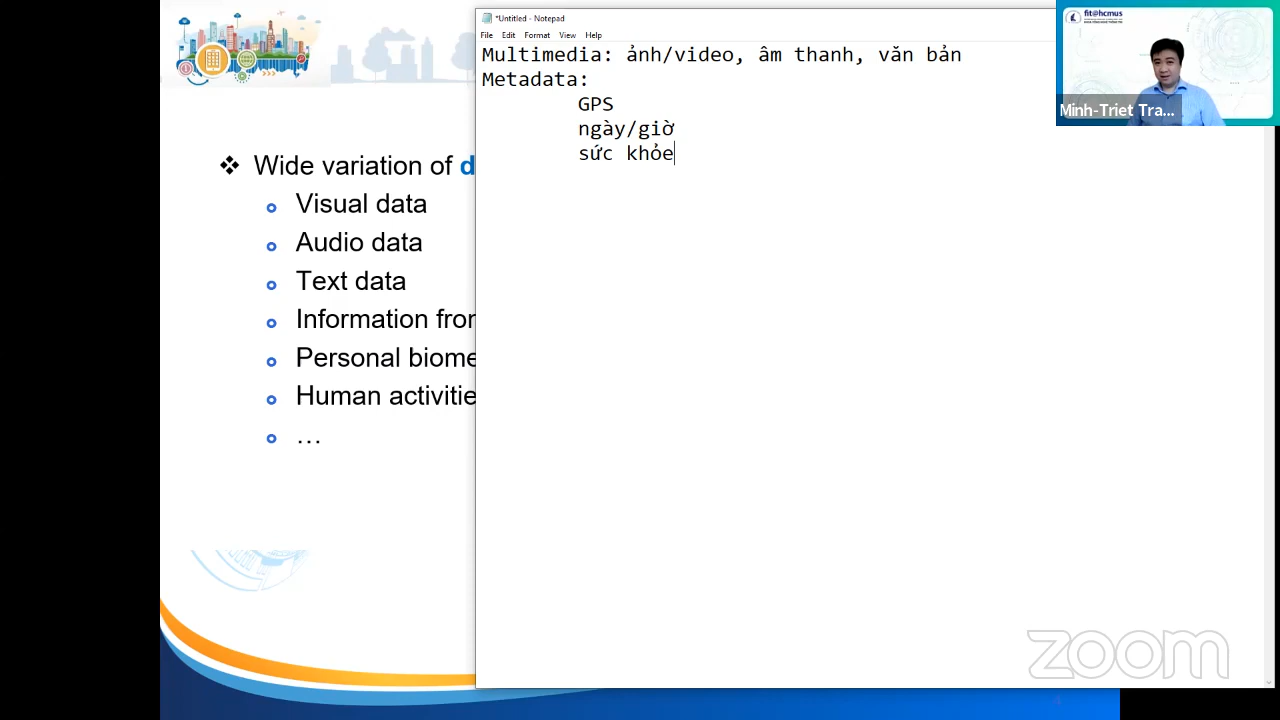 *Untitled - Notepad
File Edit Format View Help
Multimedia: ảnh/video, âm thanh, văn bản
Metadata:
GPS
ngày/giờ
sức khỏe
Wide variation of d
Visual data
Audio data
Text data
Information fror
Personal biome
Human activitie
…
fit@hcmus
Minh-Triet Tra...
zoom